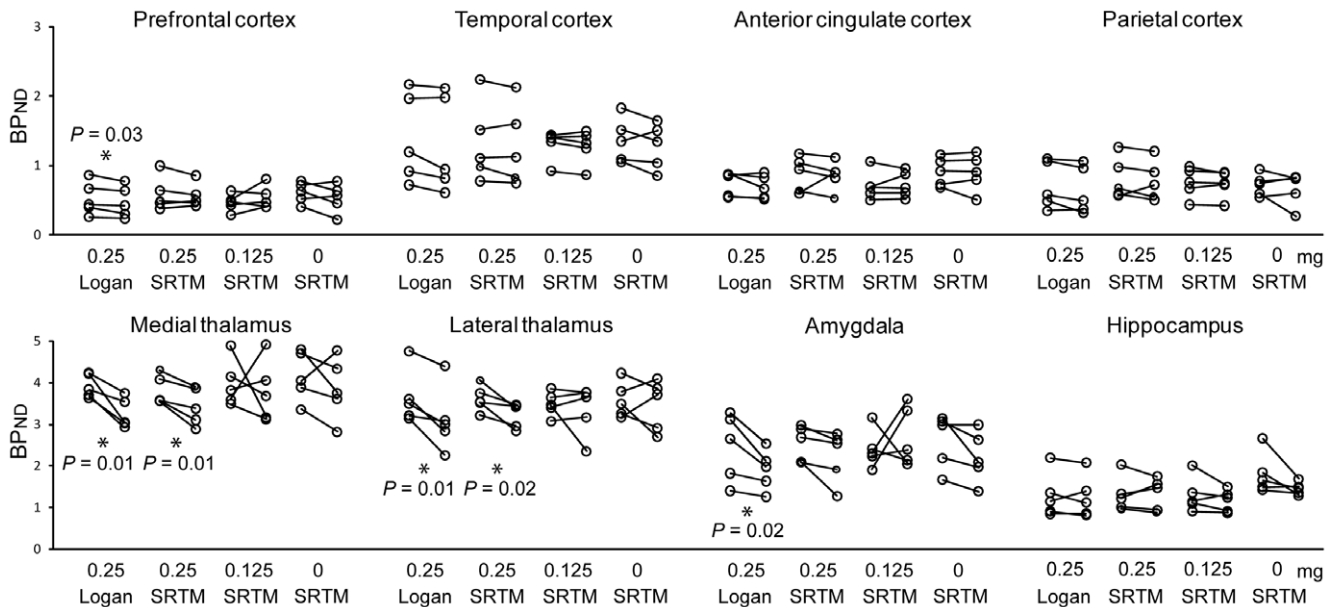 Prefrontal cortex Temporal cortex Anterior cingulate cortex Parietal cortex
3
2
1
0
BPND
P = 0.03
*
0.25 0.25 0.125 0 0.25 0.25 0.125 0 0.25 0.25 0.125 0 0.25 0.25 0.125 0 mg
Logan SRTM SRTM SRTM Logan SRTM SRTM SRTM Logan SRTM SRTM SRTM Logan SRTM SRTM SRTM
Medial thalamus Lateral thalamus Amygdala Hippocampus
5
4
3
2
1
0
BPND
* * * *
P = 0.01 P = 0.01 P = 0.01 P = 0.02
*
P = 0.02
0.25 0.25 0.125 0 0.25 0.25 0.125 0 0.25 0.25 0.125 0 0.25 0.25 0.125 0 mg
Logan SRTM SRTM SRTM Logan SRTM SRTM SRTM Logan SRTM SRTM SRTM Logan SRTM SRTM SRTM